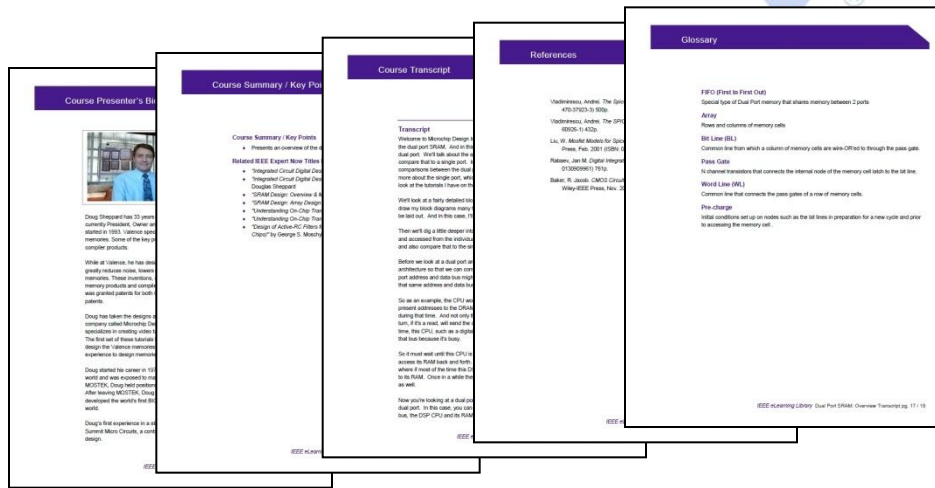 Course Presenter's Bi
Doug Sheppard has 33 years
currently President, Owner an
started in 1993. Valence spec
memories. Some of the key p
compiler products.
While at Valence, he has desi
greatly reduces noise, lowers
memories. These inventions,
memory products and compile
was granted patents for both
patents.
Doug has taken the designs a
company called Microchip De
specializes in creating video t
The first set of these tutorials
design the Valence memories
experience to design memorie
Doug started his career in 197
world and was exposed to ma
MOSTEK, Doug held position
After leaving MOSTEK, Doug
developed the world's first BIC
world.
Doug's first experience in a st
Summit Micro Circuits, a cont
design.
IEEE
Course Summary / Key Poi
Course Summary / Key Points
Presents an overview of the d
Related IEEE Expert Now Titles
"Integrated Circuit Digital Des
"Integrated Circuit Digital Des
Douglas Sheppard
"SRAM Design: Overview & M
"SRAM Design: Array Design
"Understanding On-Chip Tran
"Understanding On-Chip Tran
"Design of Active-RC Filters
Chips!" by George S. Moschy
IEEE eLearn
Course Transcript
Transcript
Welcome to Microchip Design
the dual port SRAM. And in this
dual port. We'll talk about the a
compare that to a single port. I
comparisons between the dual
more about the single port, whic
look at the tutorials I have on th
We'll look at a fairly detailed bloc
draw my block diagrams many t
be laid out. And in this case, I'll
Then we'll dig a little deeper into
and accessed from the individua
and also compare that to the sin
Before we look at a dual port ar
architecture so that we can com
port address and data bus migh
that same address and data bu
So as an example, the CPU wo
present addresses to the DRAM
during that time. And not only t
turn, if it's a read, will send the
time, this CPU, such as a digita
that bus because it's busy.
So it must wait until this CPU is
access its RAM back and forth.
where if most of the time this D
to its RAM. Once in a while the
as well.
Now you're looking at a dual po
dual port. In this case, you can
bus, the DSP CPU and its RAM
IEEE e
References
Vladimirescu, Andrei. The Spic
470-37923-3) 500p.
Vladimirescu, Andrei. The SPIC
60926-1) 432p.
Liu, W. Mosfet Models for Spice
Press, Feb. 2001 (ISBN: 0
Rabaey, Jan M. Digital Integrat
0130909961) 761p.
Baker, R. Jacob. CMOS Circuit
Wiley-IEEE Press, Nov. 20
IEEE eL
Glossary
FIFO (First In First Out)
Special type of Dual Port memory that shares memory between 2 ports
Array
Rows and columns of memory cells
Bit Line (BL)
Common line from which a column of memory cells are wire-OR'ed to through the pass gate.
Pass Gate
N channel transistors that connects the internal node of the memory cell latch to the bit line.
Word Line (WL)
Common line that connects the pass gates of a row of memory cells.
Pre-charge
Initial conditions set up on nodes such as the bit lines in preparation for a new cycle and prior
to accessing the memory cell.
IEEE eLearning Library Dual Port SRAM: Overview Transcript pg. 17 / 18